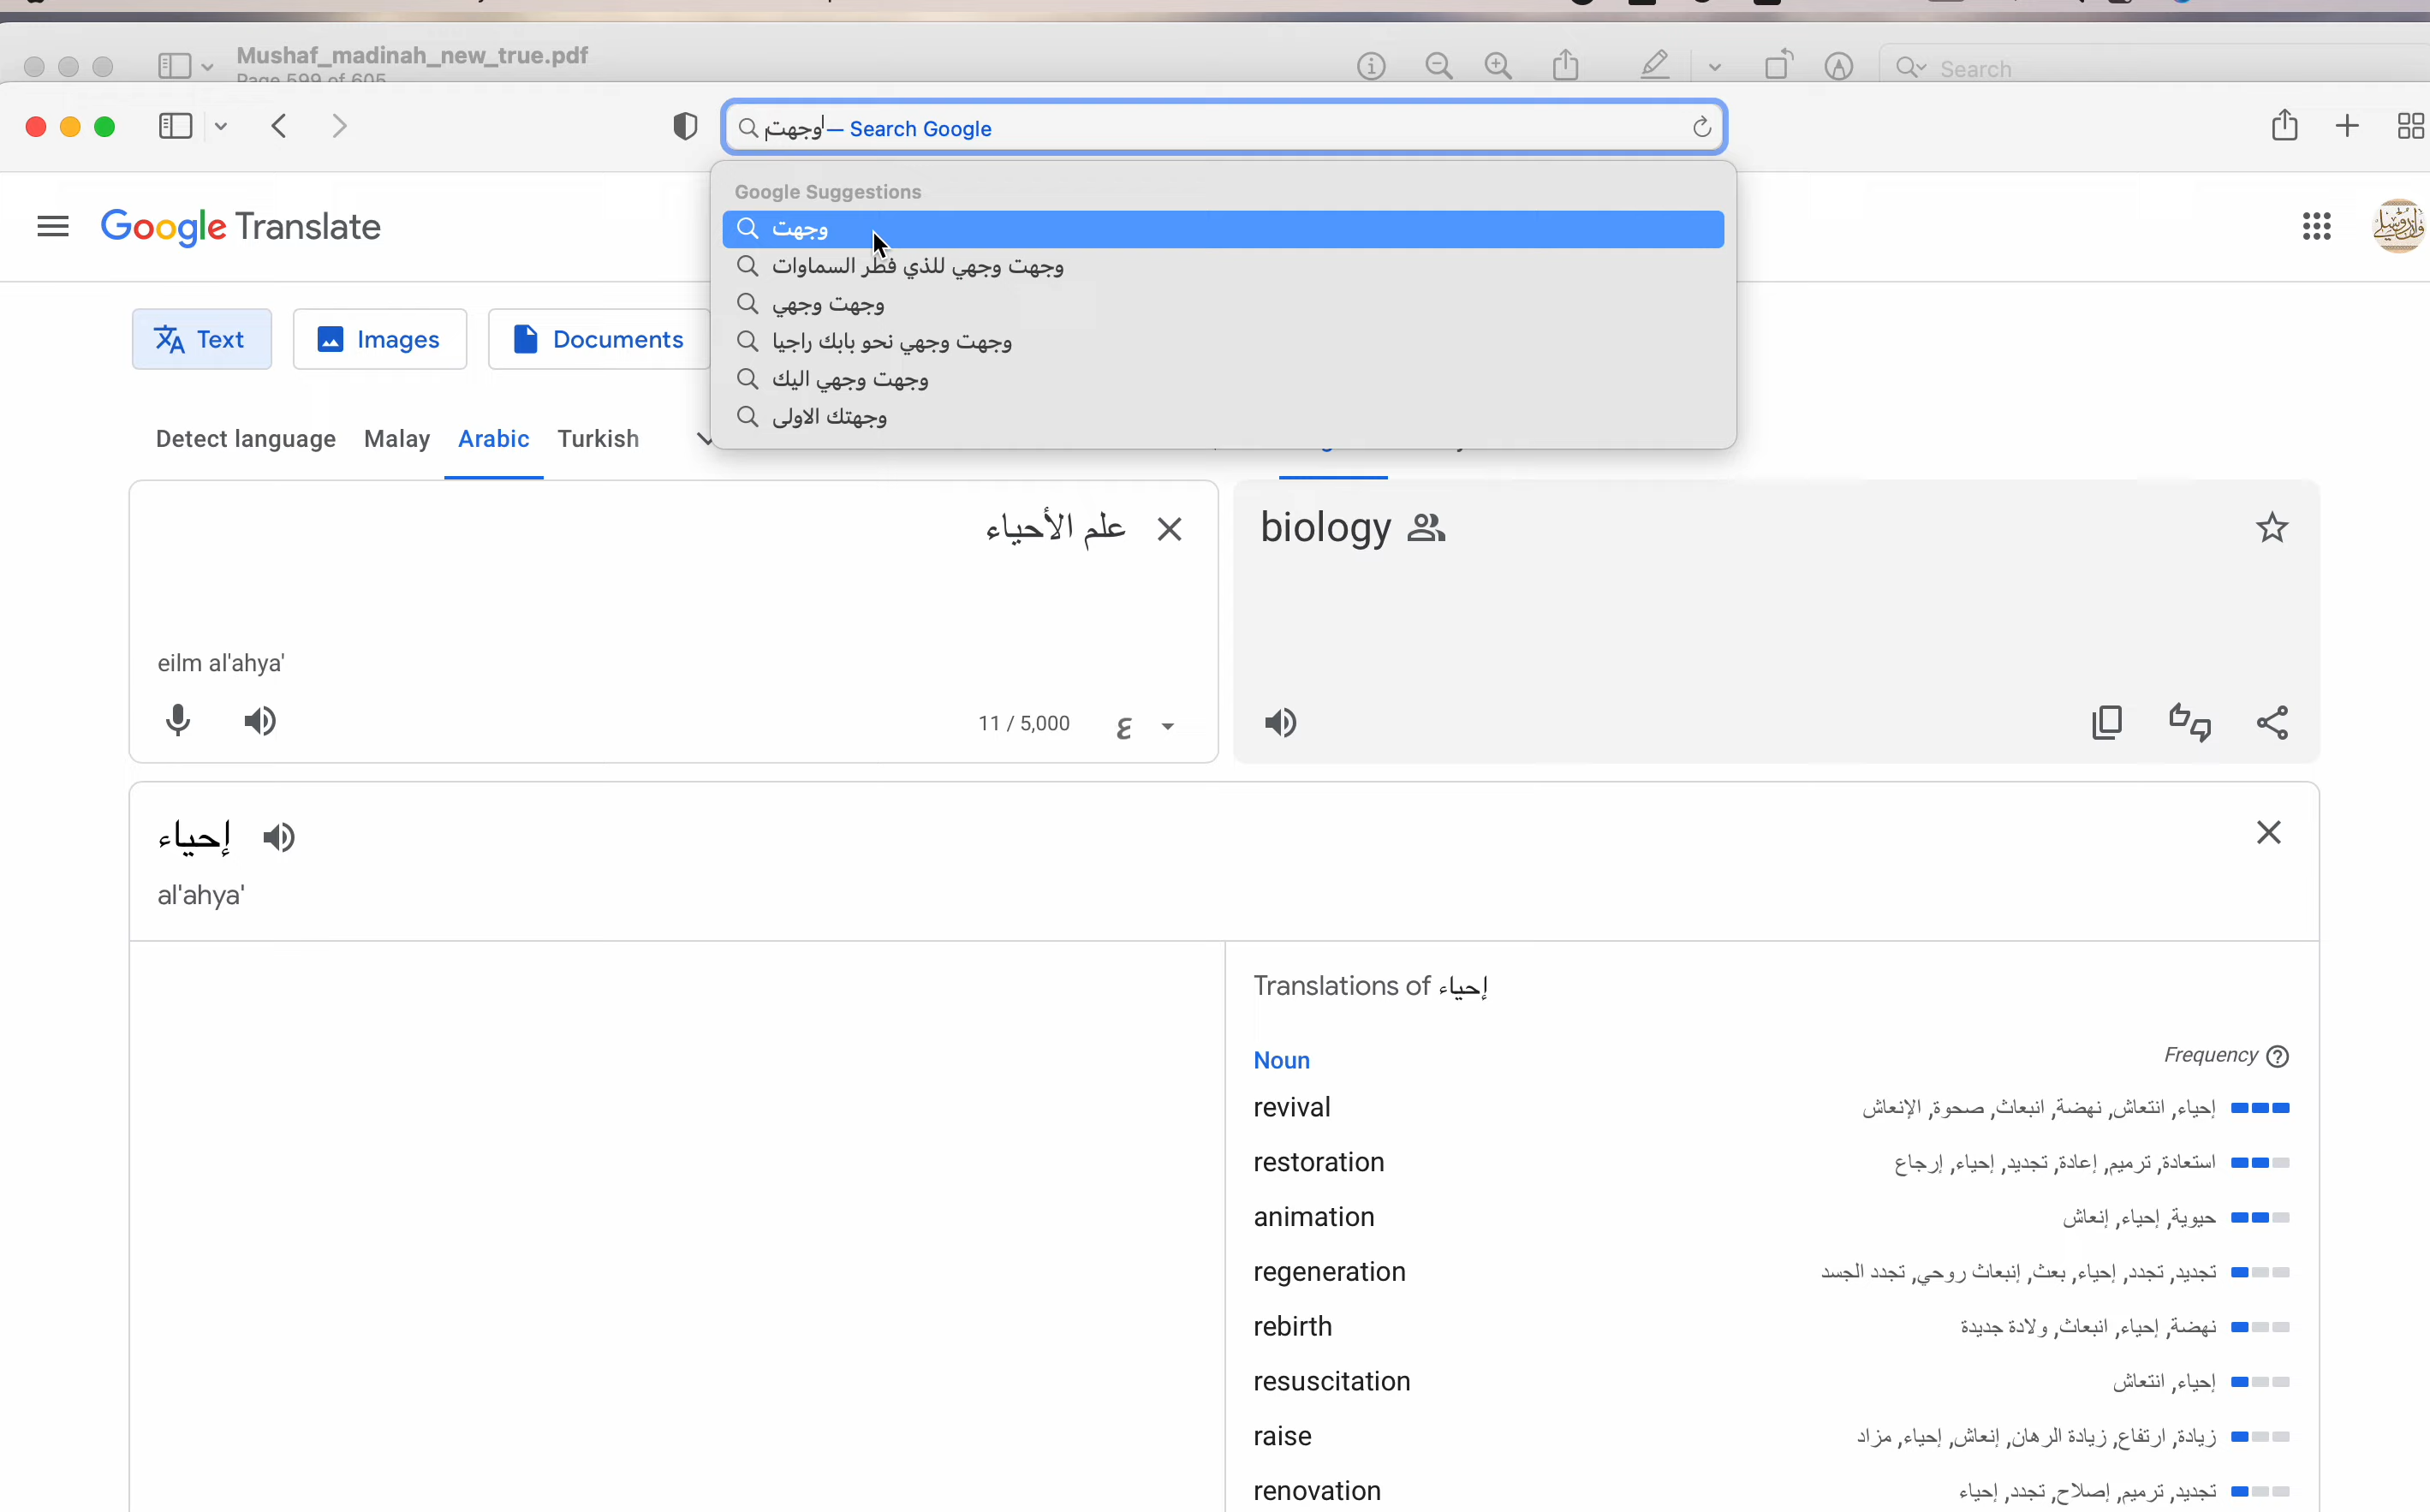 Mushaf_madinah_new_true.pdf
Page 599 of 605
Search
وجهت — Search Google
Google Suggestions
وجهت
وجهت وجهي للذي فطر السماوات
وجهت وجهي
وجهت وجهي نحو بابك راجيا
وجهت وجهي اليك
وجهتك الاولى
Google Translate
Text Images Documents
Detect language Malay Arabic Turkish
علم الأحياء
biology
eilm al'ahya'
11 / 5,000
إحياء
al'ahya'
Translations of إحياء
Noun Frequency
revival إحياء, انتعاش, نهضة, انبعاث, صحوة, الإنعاش
restoration استعادة, ترميم, إعادة, تجديد, إحياء, إرجاع
animation حيوية, إحياء, إنعاش
regeneration تجديد, تجدد, إحياء, بعث, إنبعاث روحي, تجدد الجسد
rebirth نهضة, إحياء, انبعاث, ولادة جديدة
resuscitation إحياء, انتعاش
raise زيادة, ارتفاع, زيادة الرهان, إنعاش, إحياء, مزاد
renovation تجديد, ترميم, إصلاح, تجدد, إحياء